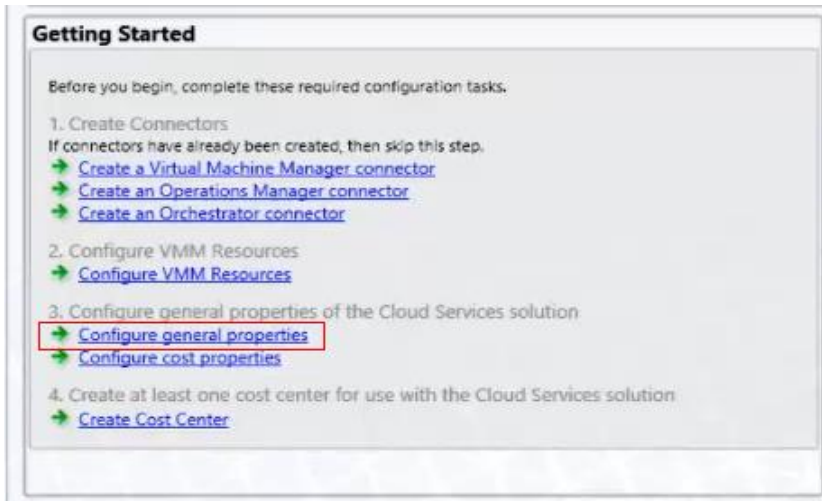 Getting Started
Before you begin, complete these required configuration tasks.
1. Create Connectors
If connectors have already been created, then skip this step.
Create a Virtual Machine Manager connector
Create an Operations Manager connector
Create an Orchestrator connector
2. Configure VMM Resources
Configure VMM Resources
3. Configure general properties of the Cloud Services solution
Configure general properties
Configure cost properties
4. Create at least one cost center for use with the Cloud Services solution
Create Cost Center